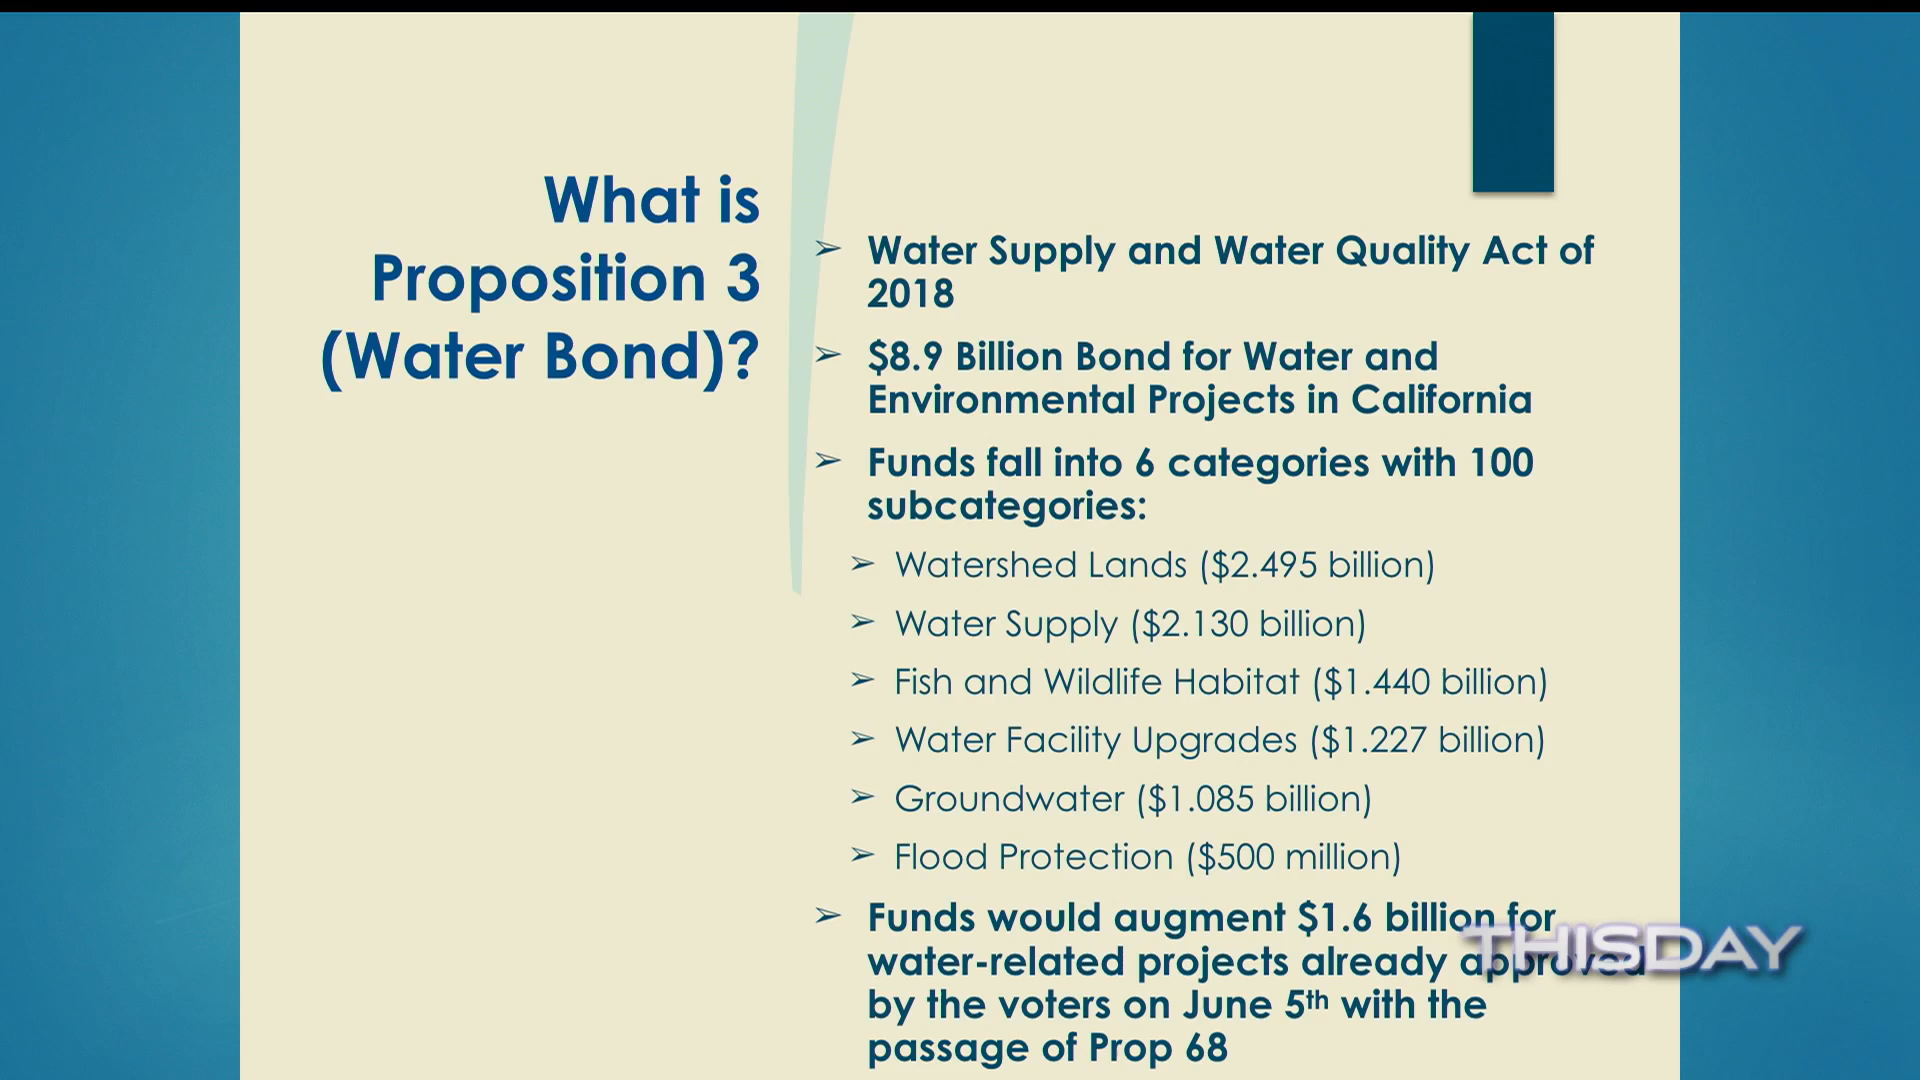 What is
Proposition 3
(Water Bond)?
➢ Water Supply and Water Quality Act of
2018
➢ $8.9 Billion Bond for Water and
Environmental Projects in California
➢ Funds fall into 6 categories with 100
subcategories:
➢ Watershed Lands ($2.495 billion)
➢ Water Supply ($2.130 billion)
➢ Fish and Wildlife Habitat ($1.440 billion)
➢ Water Facility Upgrades ($1.227 billion)
➢ Groundwater ($1.085 billion)
➢ Flood Protection ($500 million)
➢ Funds would augment $1.6 billion for
water-related projects already approved
by the voters on June 5th with the
passage of Prop 68
THISDAY